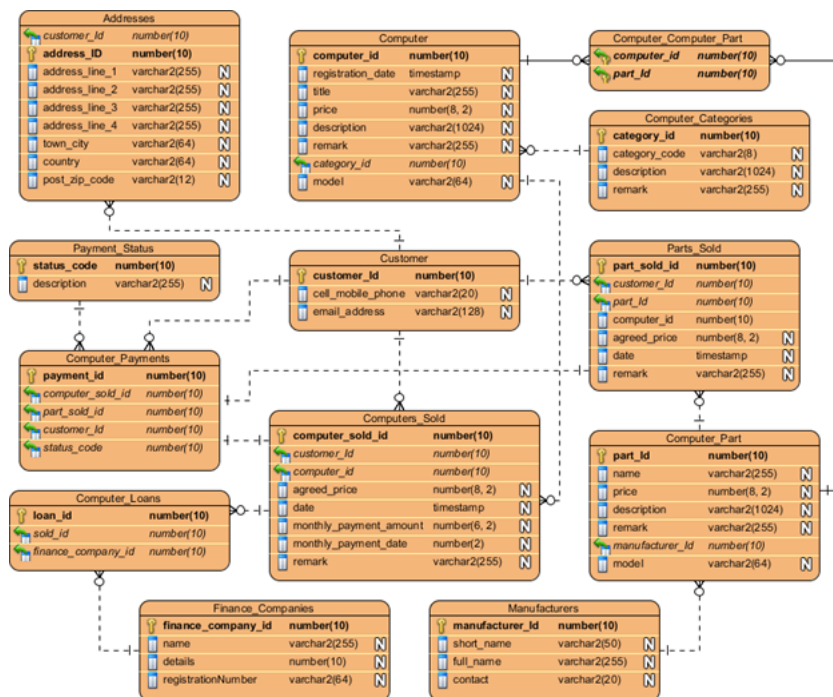 Addresses
customer_Id number(10)
address_ID number(10)
address_line_1 varchar2(255) N
address_line_2 varchar2(255) N
address_line_3 varchar2(255) N
address_line_4 varchar2(255) N
town_city varchar2(64) N
country varchar2(64) N
post_zip_code varchar2(12) N
Computer
computer_id number(10)
registration_date timestamp N
title varchar2(255) N
price number(8, 2) N
description varchar2(1024) N
remark varchar2(255) N
category_id number(10)
model varchar2(64) N
Computer_Computer_Part
computer_id number(10)
part_Id number(10)
Computer_Categories
category_id number(10)
category_code varchar2(8) N
description varchar2(1024) N
remark varchar2(255) N
Payment_Status
status_code number(10)
description varchar2(255) N
Customer
customer_Id number(10)
cell_mobile_phone varchar2(20) N
email_address varchar2(128) N
Parts_Sold
part_sold_id number(10)
customer_Id number(10)
part_Id number(10)
computer_id number(10)
agreed_price number(8, 2) N
date timestamp N
remark varchar2(255) N
Computer_Payments
payment_id number(10)
computer_sold_id number(10)
part_sold_id number(10)
customer_Id number(10)
status_code number(10)
Computers_Sold
computer_sold_id number(10)
customer_Id number(10)
computer_id number(10)
agreed_price number(8, 2) N
date timestamp N
monthly_payment_amount number(6, 2) N
monthly_payment_date number(2) N
remark varchar2(255) N
Computer_Part
part_Id number(10)
name varchar2(255) N
price number(8, 2) N
description varchar2(1024) N
remark varchar2(255) N
manufacturer_Id number(10)
model varchar2(64) N
Computer_Loans
loan_id number(10)
sold_id number(10)
finance_company_id number(10)
Finance_Companies
finance_company_id number(10)
name varchar2(255) N
details number(10) N
registrationNumber varchar2(64) N
Manufacturers
manufacturer_Id number(10)
short_name varchar2(50) N
full_name varchar2(255) N
contact varchar2(20) N